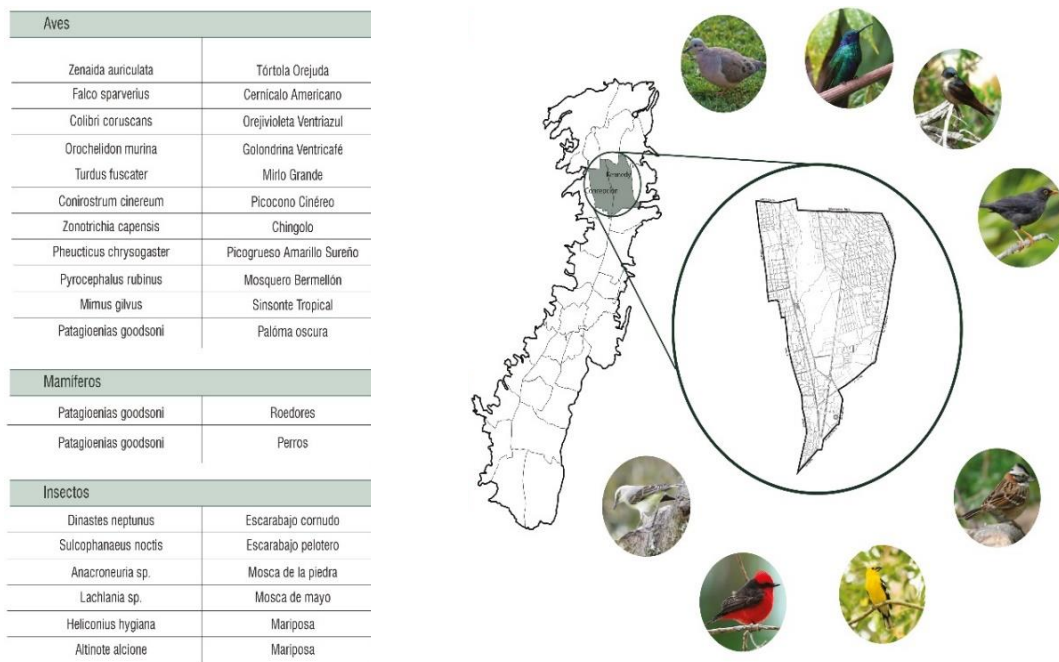 Aves
Zenaida auriculata Tórtola Orejuda
Falco sparverius Cernícalo Americano
Colibri coruscans Orejivioleta Ventriazul
Orochelidon murina Golondrina Ventricafé
Turdus fuscater Mirlo Grande
Conirostrum cinereum Picocono Cinéreo
Zonotrichia capensis Chingolo
Pheucticus chrysogaster Picogrueso Amarillo Sureño
Pyrocephalus rubinus Mosquero Bermellón
Mimus gilvus Sinsonte Tropical
Patagioenias goodsoni Palóma oscura
Mamíferos
Patagioenias goodsoni Roedores
Patagioenias goodsoni Perros
Insectos
Dinastes neptunus Escarabajo cornudo
Sulcophanaeus noctis Escarabajo pelotero
Anacroneuria sp. Mosca de la piedra
Lachlania sp. Mosca de mayo
Heliconius hygiana Mariposa
Altinote alcione Mariposa
Kennedy
Concepción